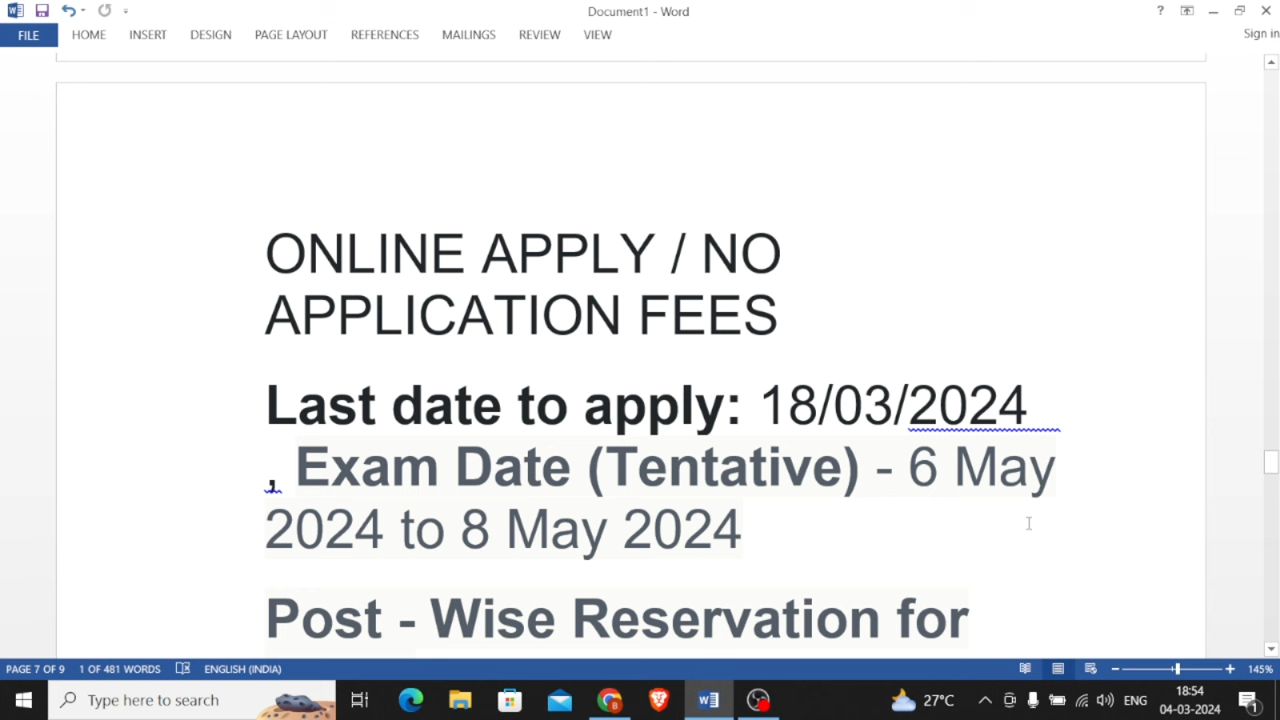 Document1 - Word
?
FILE HOME INSERT DESIGN PAGE LAYOUT REFERENCES MAILINGS REVIEW VIEW Sign in
ONLINE APPLY / NO
APPLICATION FEES
Last date to apply: 18/03/2024
, Exam Date (Tentative) - 6 May
2024 to 8 May 2024
Post - Wise Reservation for
PAGE 7 OF 9 1 OF 481 WORDS ENGLISH (INDIA) 145%
Type here to search 27°C ENG 18:54
04-03-2024 1